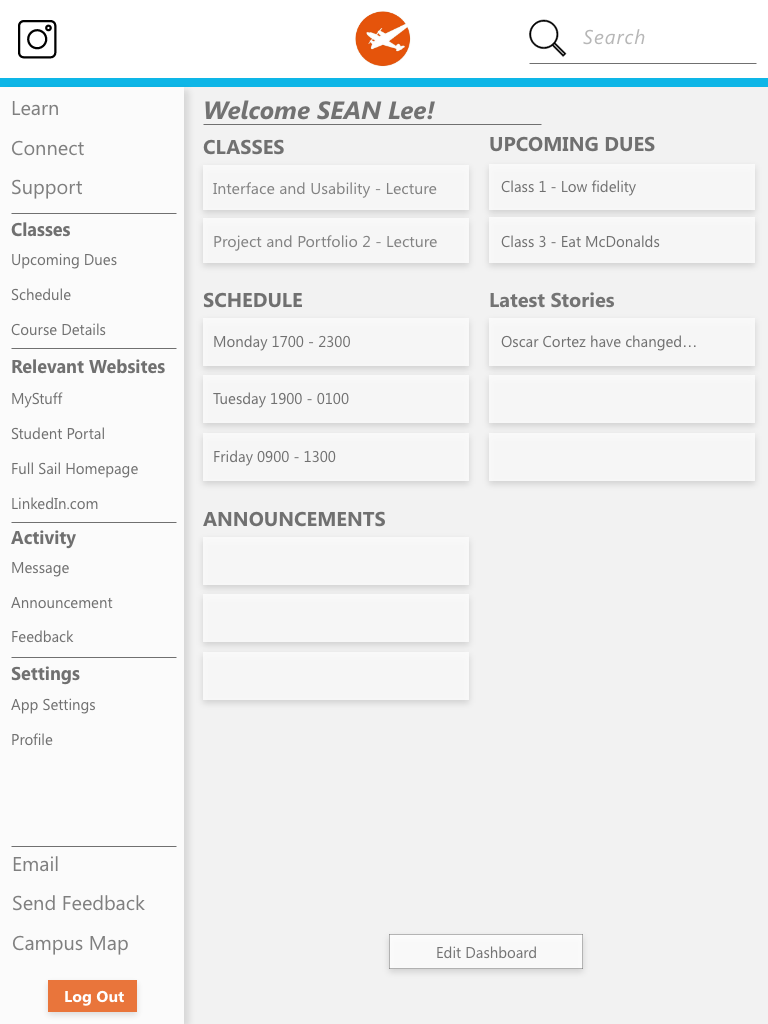 Search
Learn
Connect
Support
Classes
Upcoming Dues
Schedule
Course Details
Relevant Websites
MyStuff
Student Portal
Full Sail Homepage
LinkedIn.com
Activity
Message
Announcement
Feedback
Settings
App Settings
Profile
Email
Send Feedback
Campus Map
Log Out
Welcome SEAN Lee!
CLASSES
Interface and Usability - Lecture
Project and Portfolio 2 - Lecture
UPCOMING DUES
Class 1 - Low fidelity
Class 3 - Eat McDonalds
SCHEDULE
Monday 1700 - 2300
Tuesday 1900 - 0100
Friday 0900 - 1300
Latest Stories
Oscar Cortez have changed...
ANNOUNCEMENTS
Edit Dashboard